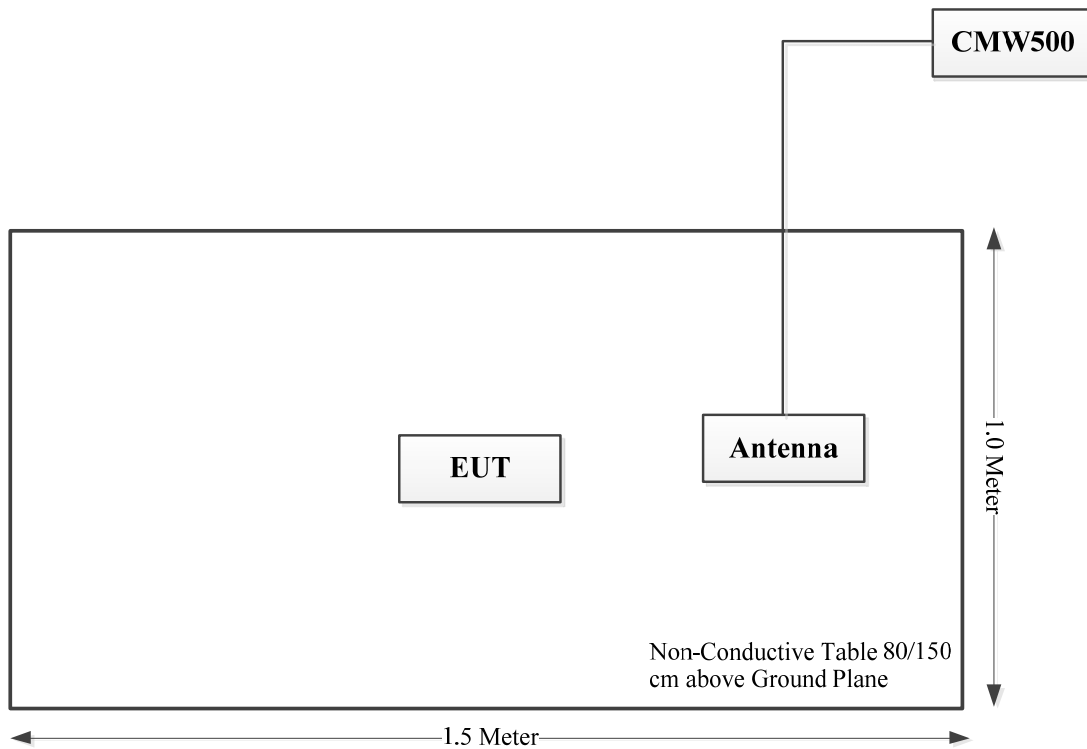 CMW500
Antenna
EUT
1.0 Meter
Non-Conductive Table 80/150
cm above Ground Plane
1.5 Meter